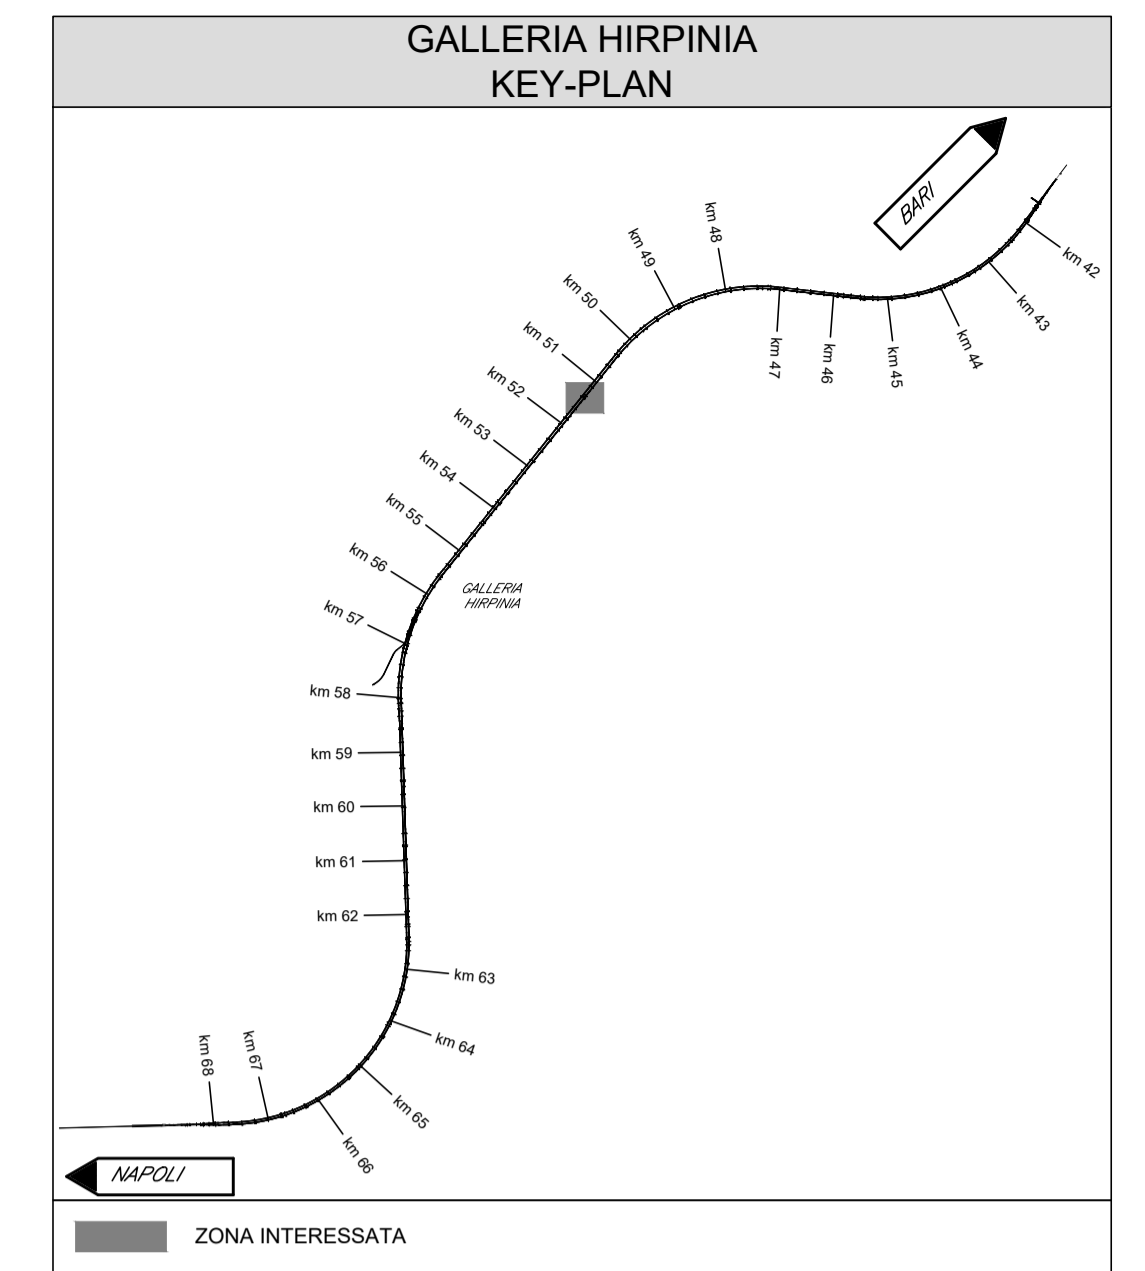 GALLERIA HIRPINIA
KEY-PLAN
BARI
km 42
km 43
km 44
km 45
km 46
km 47
km 48
km 49
km 50
km 51
km 52
km 53
km 54
km 55
km 56
GALLERIA
HIRPINIA
km 57
km 58
km 59
km 60
km 61
km 62
km 63
km 64
km 65
km 66
km 67
km 68
NAPOLI
ZONA INTERESSATA